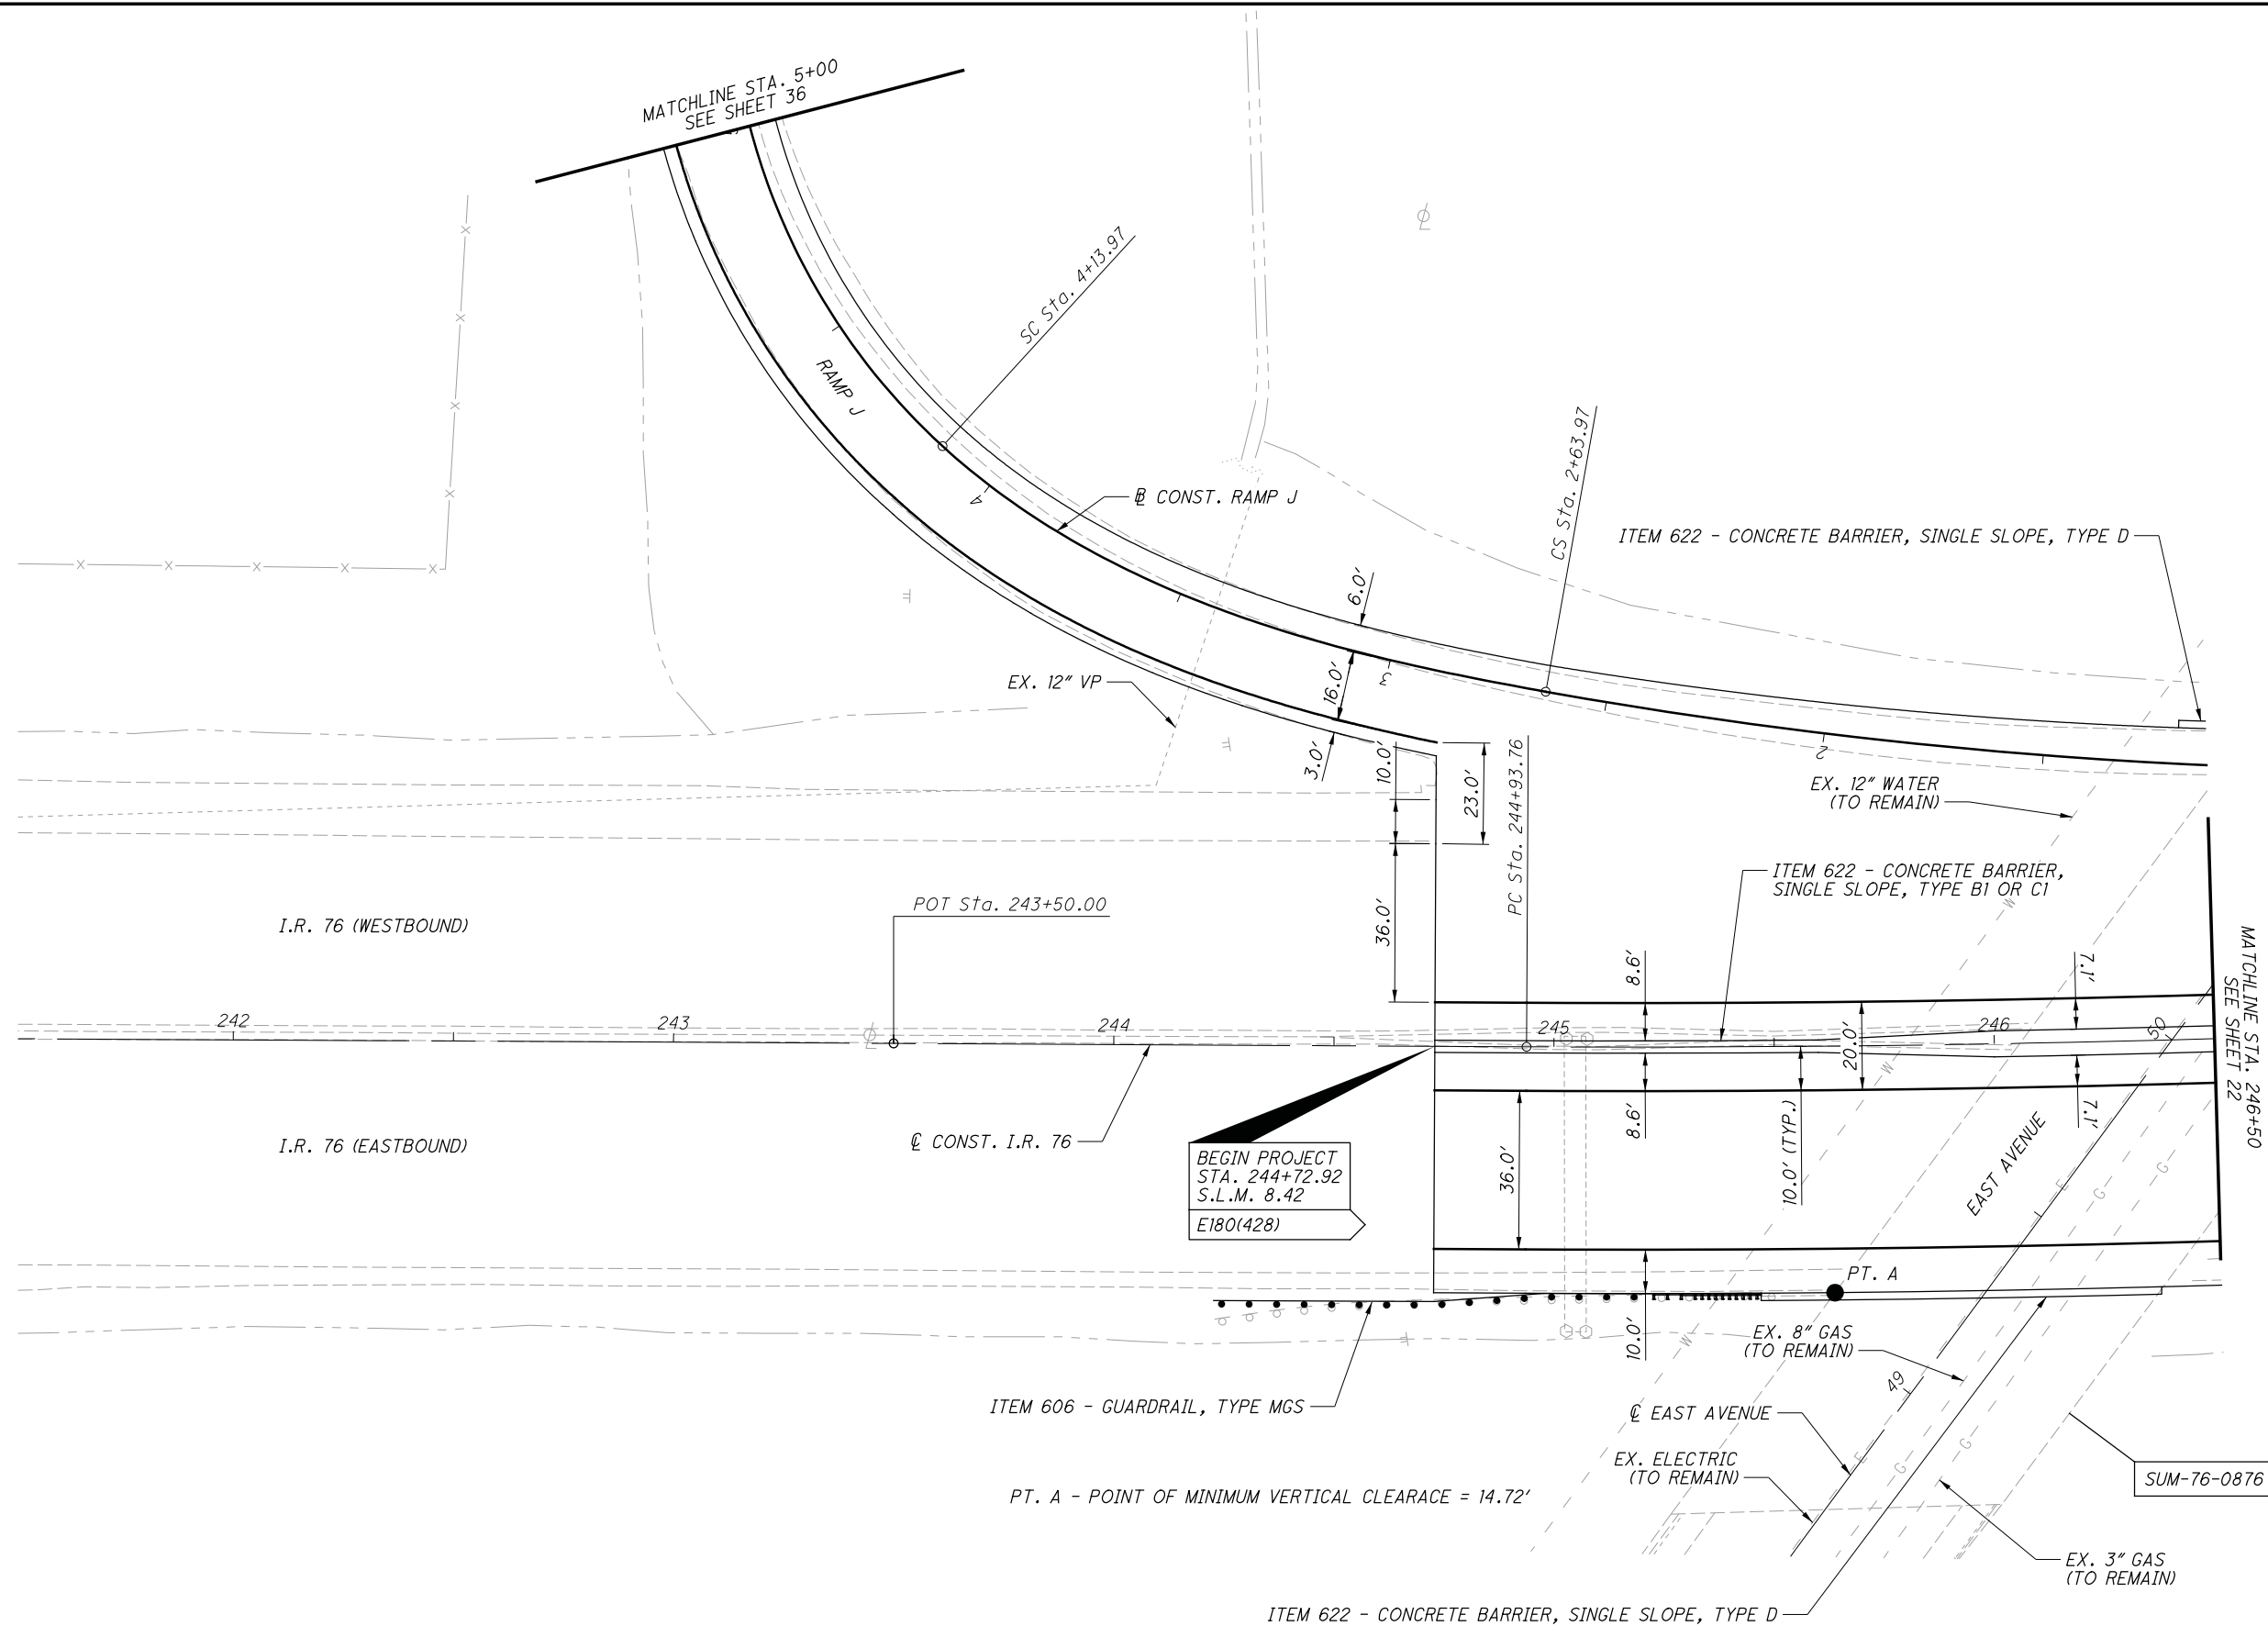 MATCHLINE STA. 5+00
SEE SHEET 36
SC Sta. 4+13.97
RAMP J
4
B CONST. RAMP J
CS Sta. 2+63.97
ITEM 622 - CONCRETE BARRIER, SINGLE SLOPE, TYPE D
6.0'
16.0'
3
3.0'
EX. 12" VP
10.0'
23.0'
36.0'
PC Sta. 244+93.76
2
EX. 12" WATER
(TO REMAIN)
ITEM 622 - CONCRETE BARRIER,
SINGLE SLOPE, TYPE B1 OR C1
W
POT Sta. 243+50.00
I.R. 76 (WESTBOUND)
8.6'
7.1'
MATCHLINE STA. 246+50
SEE SHEET 22
242
243
244
245
246
50
20.0'
W
I.R. 76 (EASTBOUND)
℄ CONST. I.R. 76
BEGIN PROJECT
STA. 244+72.92
S.L.M. 8.42
E180(428)
36.0'
8.6'
10.0' (TYP.)
7.1'
EAST AVENUE
E
G
G
PT. A
10.0'
W
EX. 8" GAS
(TO REMAIN)
49
ITEM 606 - GUARDRAIL, TYPE MGS
℄ EAST AVENUE
E
G
G
EX. ELECTRIC
(TO REMAIN)
SUM-76-0876
PT. A - POINT OF MINIMUM VERTICAL CLEARACE = 14.72'
EX. 3" GAS
(TO REMAIN)
ITEM 622 - CONCRETE BARRIER, SINGLE SLOPE, TYPE D